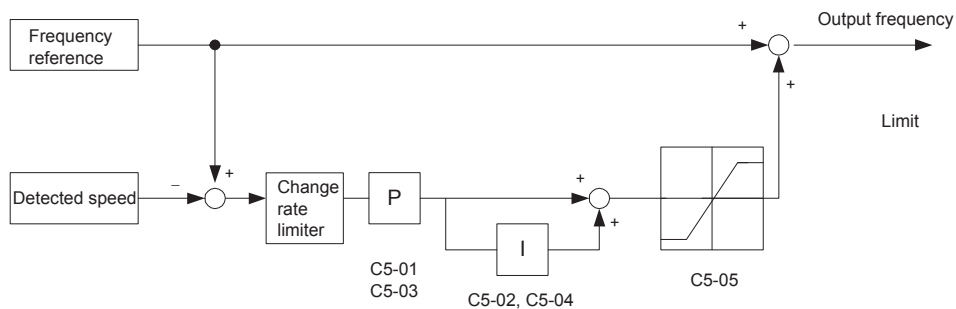 Frequency
reference
+
Output frequency
+
Limit
Detected speed
–
+
Change
rate
limiter
P
+
+
I
C5-01
C5-03
C5-02, C5-04
C5-05